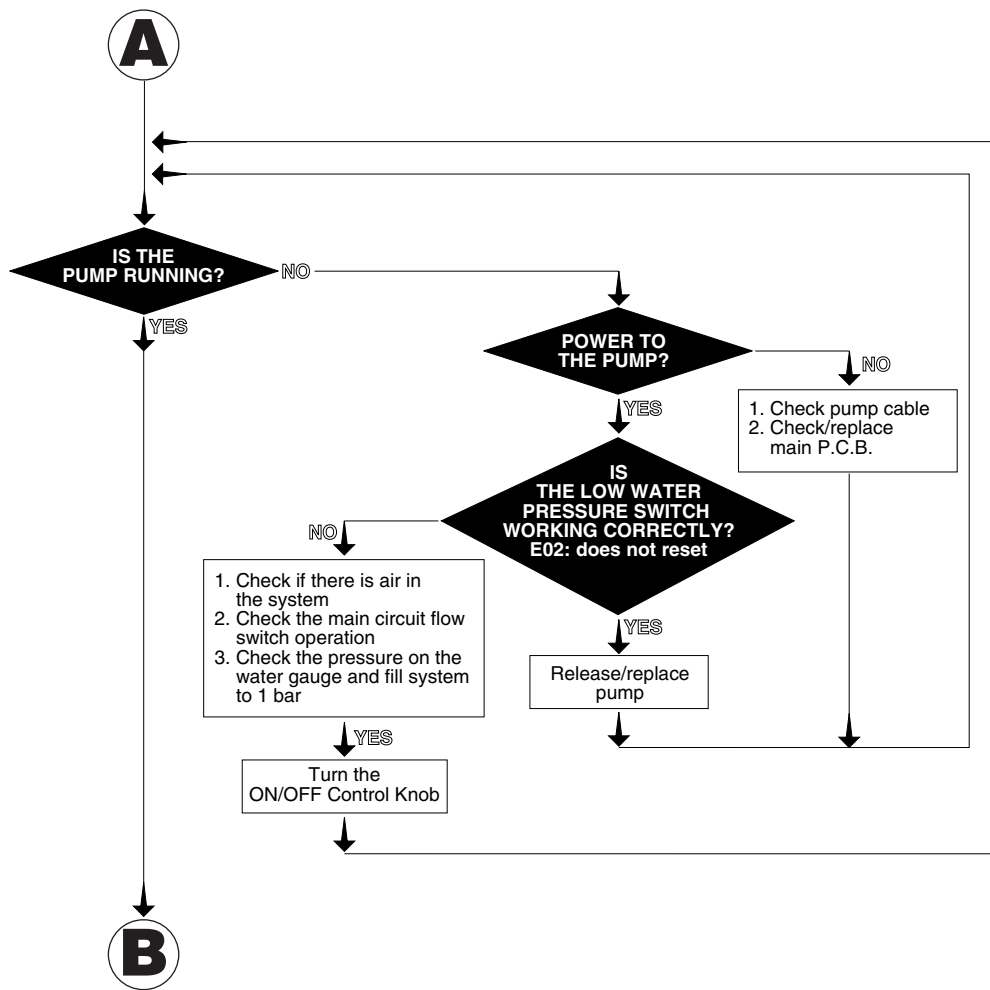 A
IS THE
PUMP RUNNING?
NO
YES
POWER TO
THE PUMP?
NO
YES
1. Check pump cable
2. Check/replace
main P.C.B.
IS
THE LOW WATER
PRESSURE SWITCH
WORKING CORRECTLY?
E02: does not reset
NO
1. Check if there is air in
the system
2. Check the main circuit flow
switch operation
3. Check the pressure on the
water gauge and fill system
to 1 bar
YES
Release/replace
pump
YES
Turn the
ON/OFF Control Knob
B